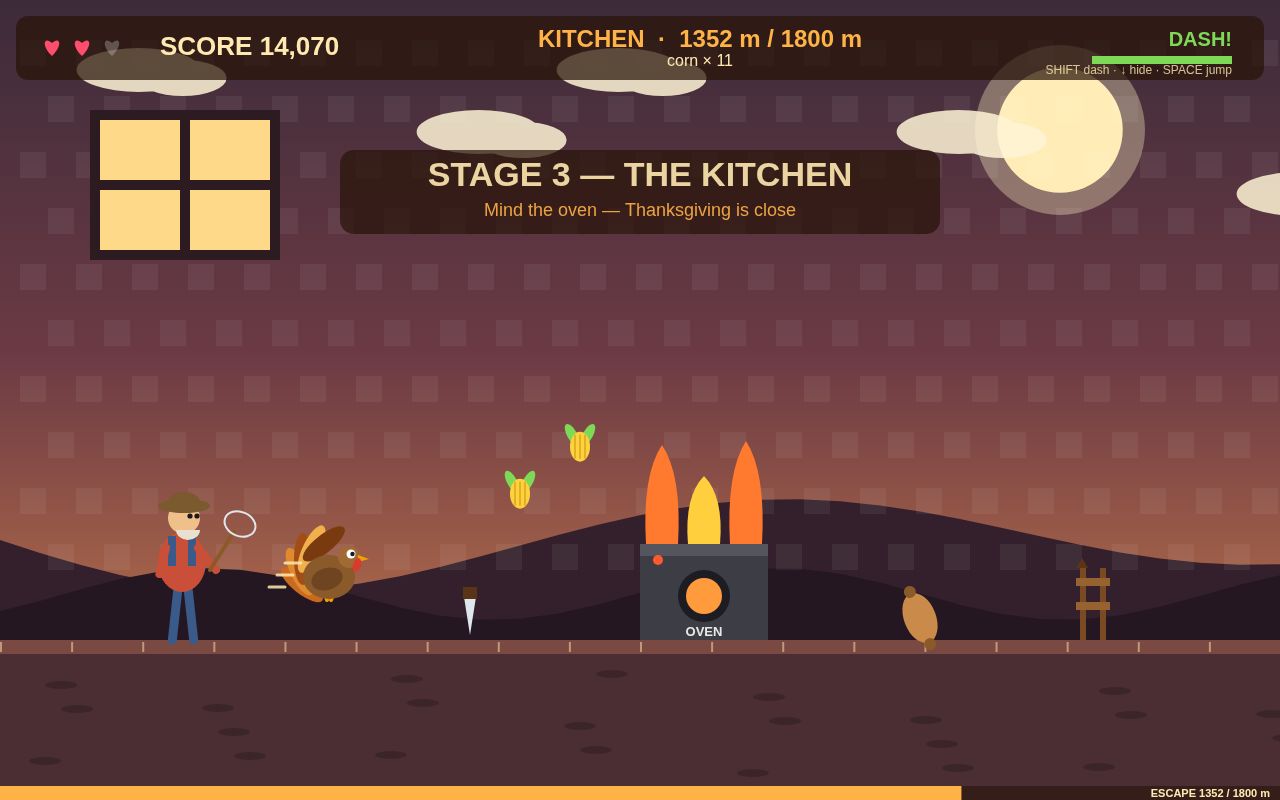 SCORE 14,070
KITCHEN · 1352 m / 1800 m
corn × 11
DASH!
SHIFT dash · ↓ hide · SPACE jump
STAGE 3 — THE KITCHEN
Mind the oven — Thanksgiving is close
OVEN
ESCAPE 1352 / 1800 m